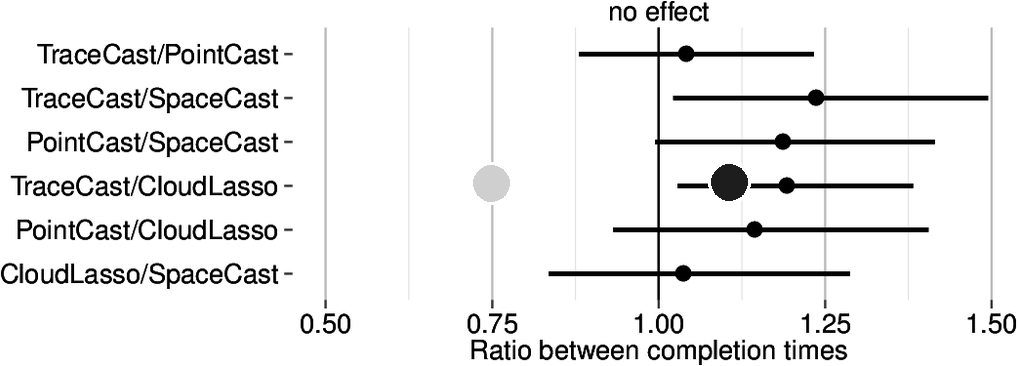 no effect
TraceCast/PointCast
TraceCast/SpaceCast
PointCast/SpaceCast
TraceCast/CloudLasso
PointCast/CloudLasso
CloudLasso/SpaceCast
0.50 0.75 1.00 1.25 1.50
Ratio between completion times